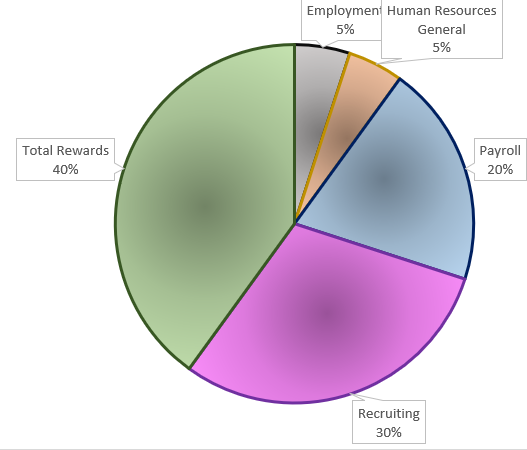 Employment
5%
Human Resources
General
5%
Payroll
20%
Recruiting
30%
Total Rewards
40%